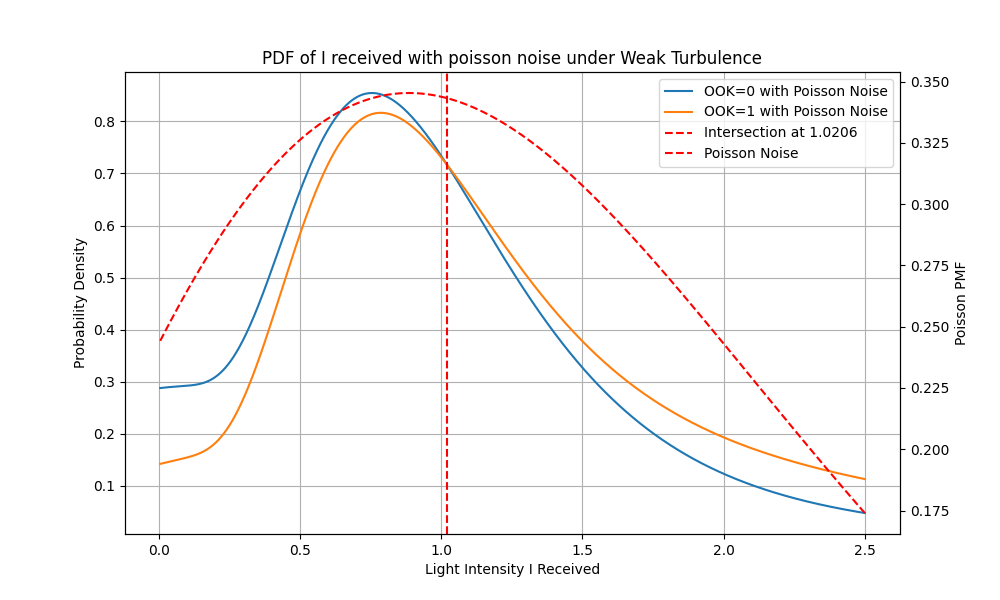 PDF of I received with poisson noise under Weak Turbulence
OOK=0 with Poisson Noise
OOK=1 with Poisson Noise
Intersection at 1.0206
Poisson Noise
Probability Density
0.8
0.7
0.6
0.5
0.4
0.3
0.2
0.1
0.350
0.325
0.300
0.275
0.250
0.225
0.200
0.175
Poisson PMF
0.0 0.5 1.0 1.5 2.0 2.5
Light Intensity I Received